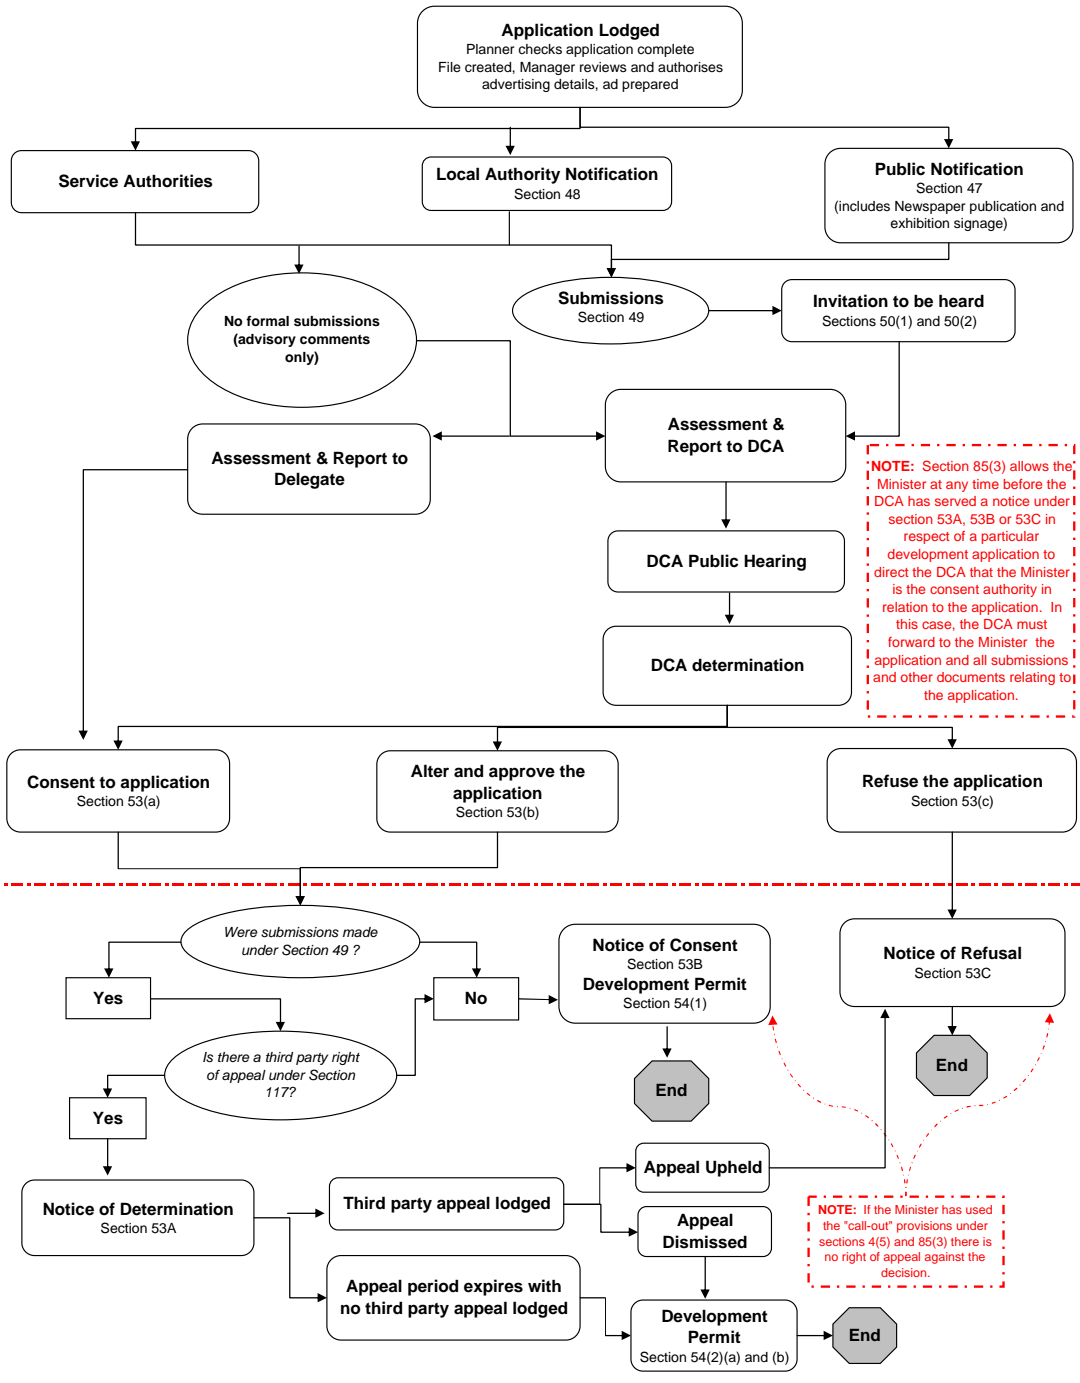 Application Lodged
Planner checks application complete
File created, Manager reviews and authorises
advertising details, ad prepared
Service Authorities
Local Authority Notification
Section 48
Public Notification
Section 47
(includes Newspaper publication and
exhibition signage)
No formal submissions
(advisory comments
only)
Submissions
Section 49
Invitation to be heard
Sections 50(1) and 50(2)
Assessment & Report to
Delegate
Assessment &
Report to DCA
NOTE: Section 85(3) allows the
Minister at any time before the
DCA has served a notice under
section 53A, 53B or 53C in
respect of a particular
development application to
direct the DCA that the Minister
is the consent authority in
relation to the application. In
this case, the DCA must
forward to the Minister the
application and all submissions
and other documents relating to
the application.
DCA Public Hearing
DCA determination
Consent to application
Section 53(a)
Alter and approve the
application
Section 53(b)
Refuse the application
Section 53(c)
Were submissions made
under Section 49 ?
Yes
No
Notice of Consent
Section 53B
Development Permit
Section 54(1)
Notice of Refusal
Section 53C
Is there a third party right
of appeal under Section
117?
End
End
Yes
Notice of Determination
Section 53A
Third party appeal lodged
Appeal Upheld
Appeal
Dismissed
NOTE: If the Minister has used
the "call-out" provisions under
sections 4(5) and 85(3) there is
no right of appeal against the
decision.
Appeal period expires with
no third party appeal lodged
Development
Permit
Section 54(2)(a) and (b)
End